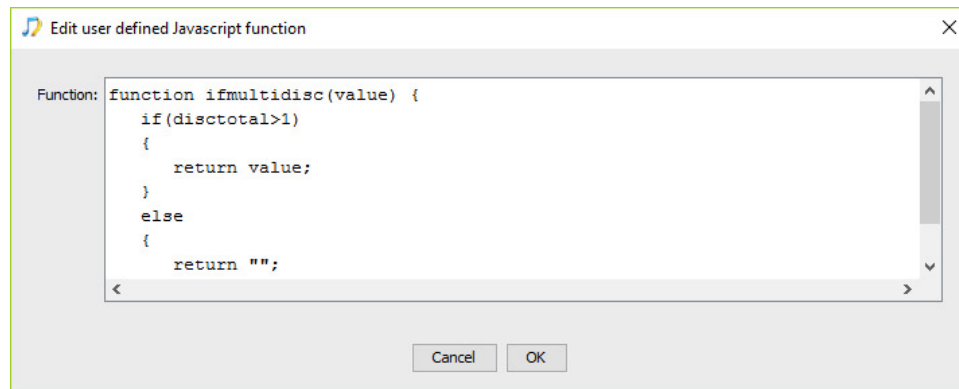 Edit user defined Javascript function
Function:
function ifmultidisc(value) {
if(disctotal>1)
{
return value;
}
else
{
return "";
Cancel OK